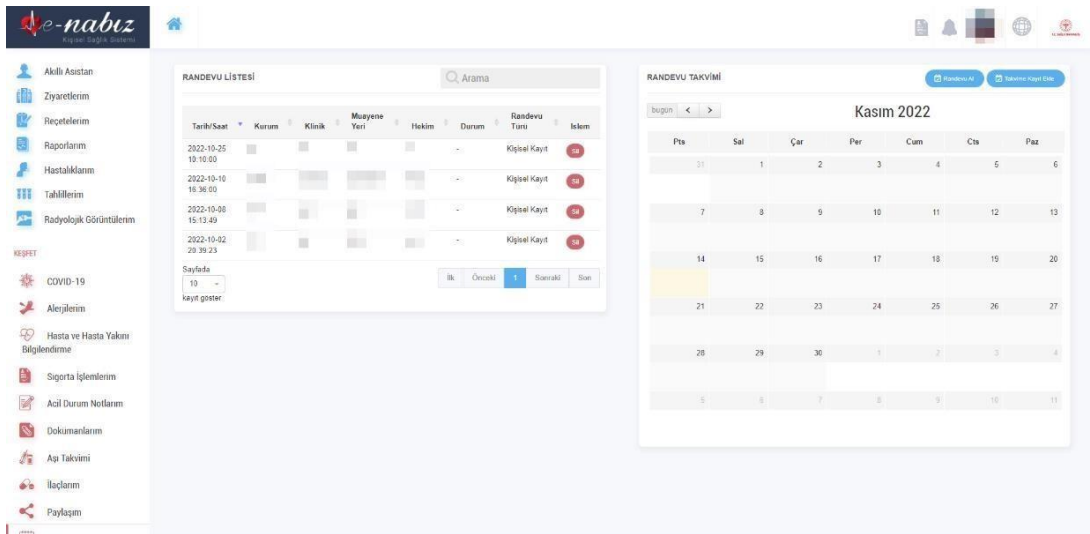 e-nabız
Kişisel Sağlık Sistemi
Akıllı Asistan
Ziyaretlerim
Reçetelerim
Raporlarım
Hastalıklarım
Tahlillerim
Radyolojik Görüntülerim
KEŞFET
COVID-19
Alerjilerim
Hasta ve Hasta Yakını
Bilgilendirme
Sigorta İşlemlerim
Acil Durum Notlarım
Dokümanlarım
Aşı Takvimi
İlaçlarım
Paylaşım
RANDEVU LİSTESİ
Arama
Tarih/Saat Kurum Klinik Muayene Yeri Hekim Durum Randevu Türü İslem
2022-10-25 - Kişisel Kayıt Sil
10:10:00
2022-10-10 - Kişisel Kayıt Sil
16:36:00
2022-10-08 - Kişisel Kayıt Sil
15:13:49
2022-10-02 - Kişisel Kayıt Sil
20:39:23
Sayfada
10
kayıt göster
İlk Önceki 1 Sonraki Son
RANDEVU TAKVİMİ
Randevu Al Takvime Kayıt Ekle
bugün < > Kasım 2022
Pts Sal Çar Per Cum Cts Paz
31 1 2 3 4 5 6
7 8 9 10 11 12 13
14 15 16 17 18 19 20
21 22 23 24 25 26 27
28 29 30 1 2 3 4
5 6 7 8 9 10 11